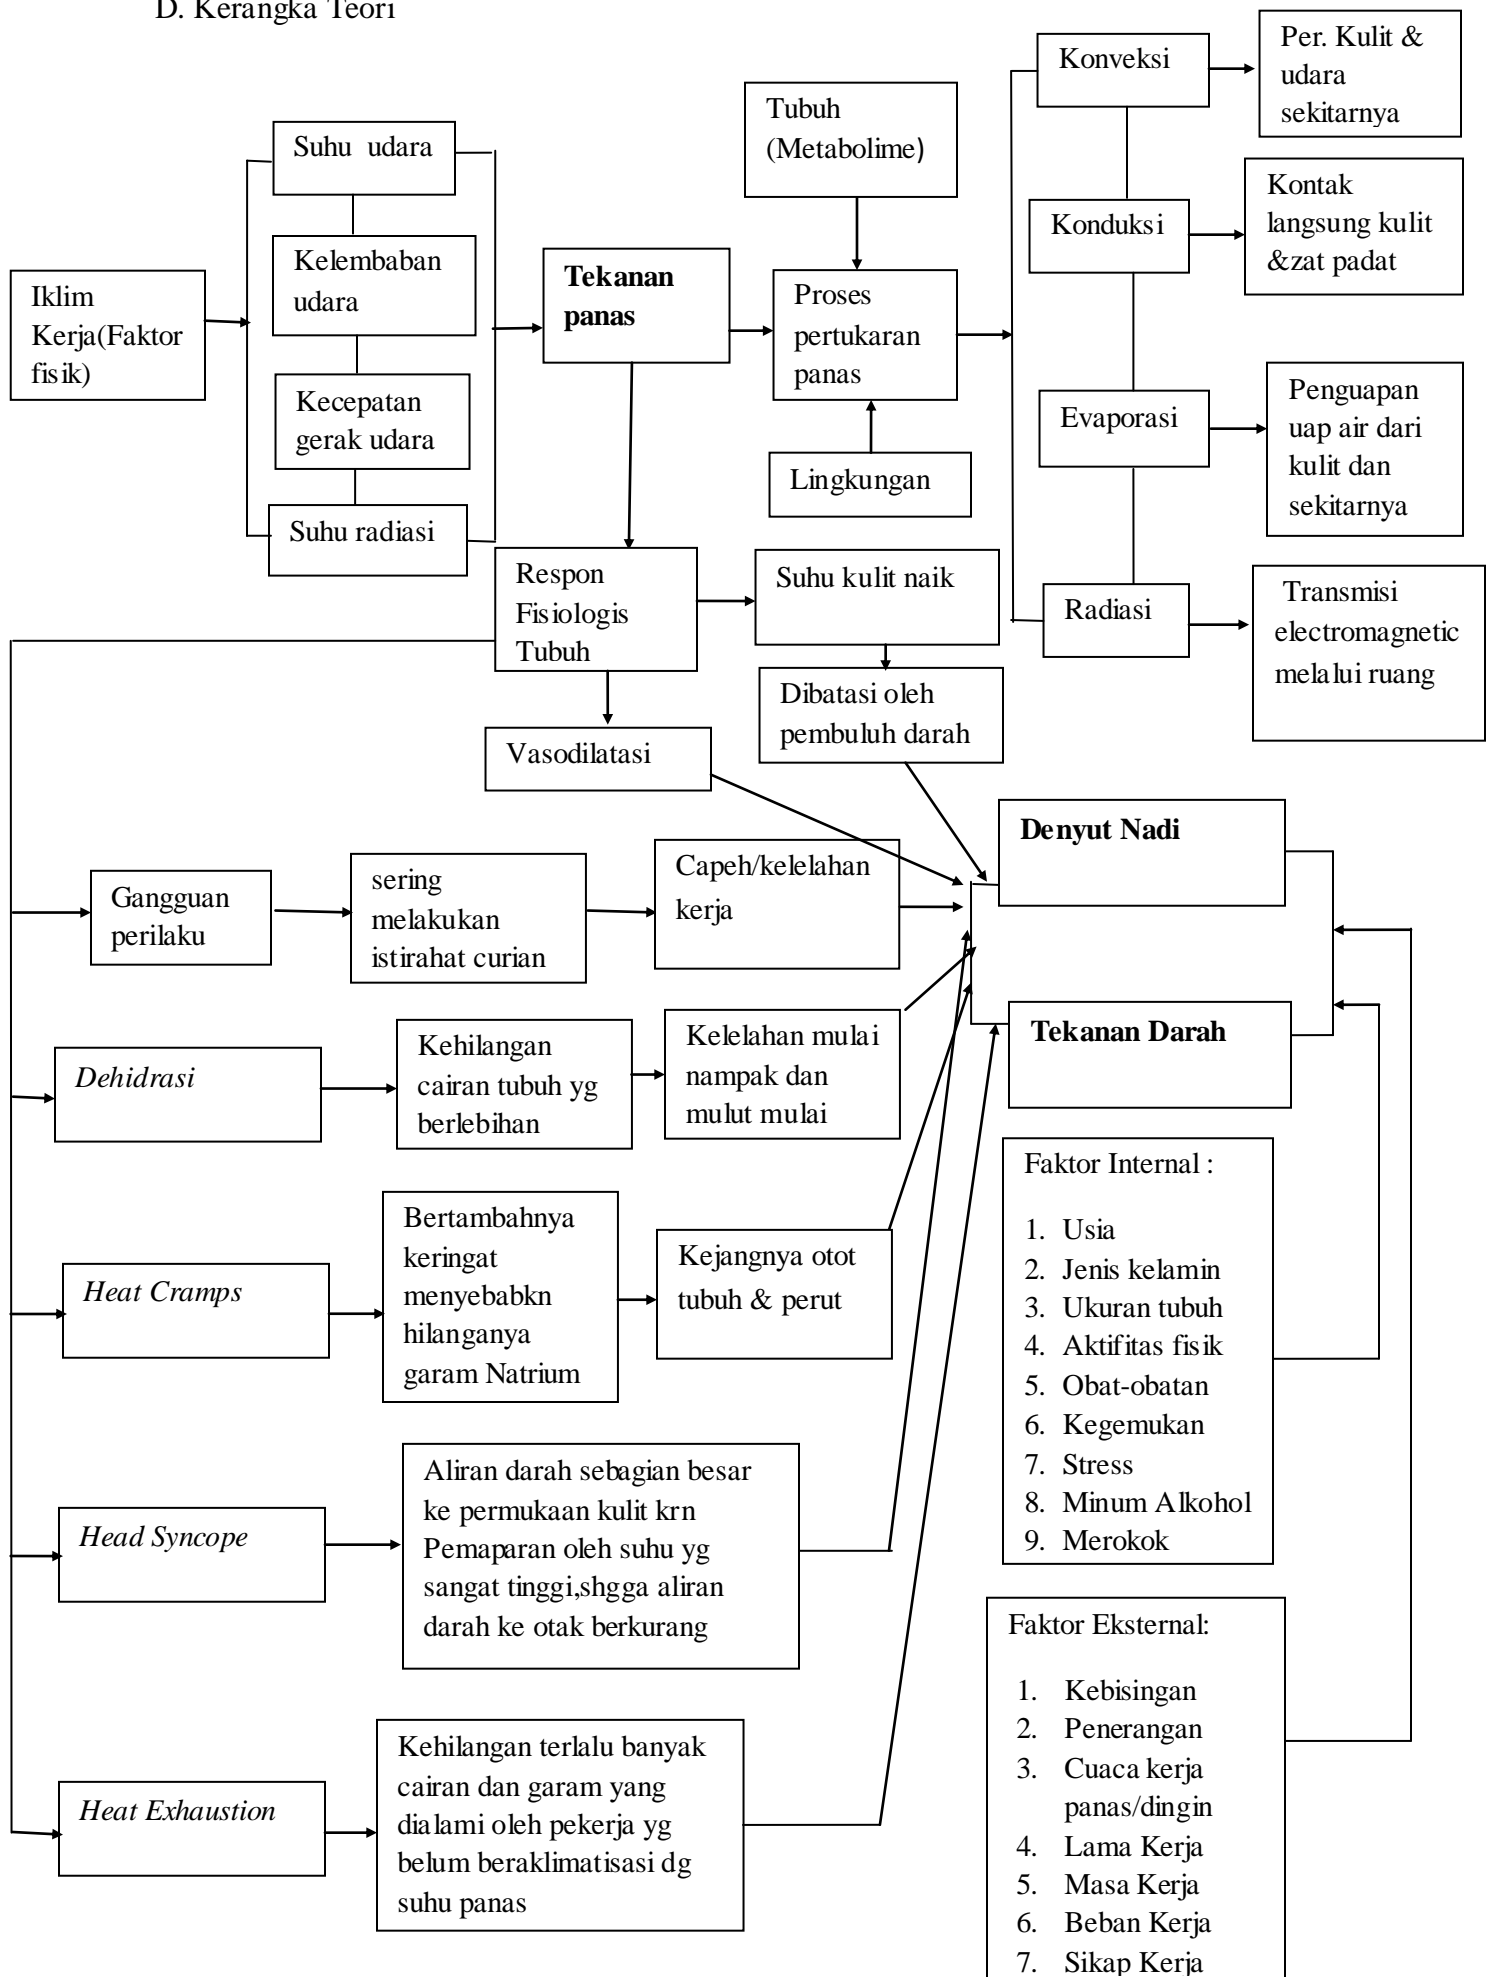 D. Kerangka Teori
Iklim
Kerja(Faktor
fisik)
Suhu udara
Kelembaban
udara
Kecepatan
gerak udara
Suhu radiasi
Tekanan
panas
Tubuh
(Metabolime)
Proses
pertukaran
panas
Lingkungan
Konveksi
Per. Kulit &
udara
sekitarnya
Konduksi
Kontak
langsung kulit
&zat padat
Evaporasi
Penguapan
uap air dari
kulit dan
sekitarnya
Radiasi
Transmisi
electromagnetic
melalui ruang
Respon
Fisiologis
Tubuh
Suhu kulit naik
Dibatasi oleh
pembuluh darah
Vasodilatasi
Denyut Nadi
Tekanan Darah
Gangguan
perilaku
sering
melakukan
istirahat curian
Capeh/kelelahan
kerja
Dehidrasi
Kehilangan
cairan tubuh yg
berlebihan
Kelelahan mulai
nampak dan
mulut mulai
Heat Cramps
Bertambahnya
keringat
menyebabkn
hilanganya
garam Natrium
Kejangnya otot
tubuh & perut
Head Syncope
Aliran darah sebagian besar
ke permukaan kulit krn
Pemaparan oleh suhu yg
sangat tinggi,shgga aliran
darah ke otak berkurang
Heat Exhaustion
Kehilangan terlalu banyak
cairan dan garam yang
dialami oleh pekerja yg
belum beraklimatisasi dg
suhu panas
Faktor Internal :
1. Usia
2. Jenis kelamin
3. Ukuran tubuh
4. Aktifitas fisik
5. Obat-obatan
6. Kegemukan
7. Stress
8. Minum Alkohol
9. Merokok
Faktor Eksternal:
1. Kebisingan
2. Penerangan
3. Cuaca kerja
panas/dingin
4. Lama Kerja
5. Masa Kerja
6. Beban Kerja
7. Sikap Kerja